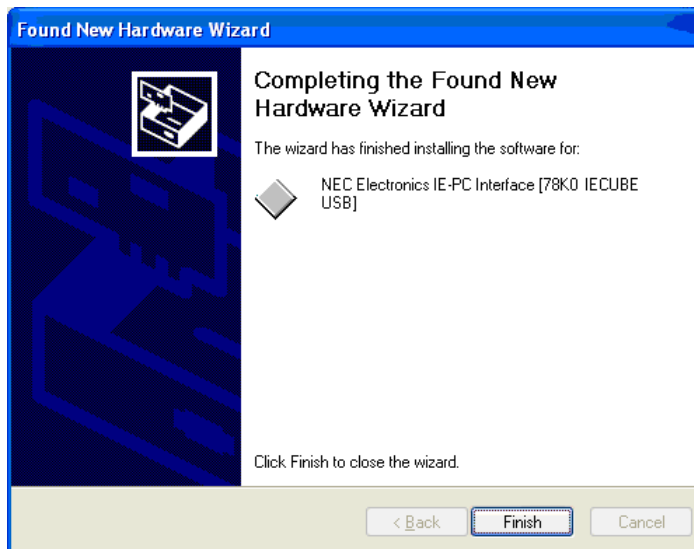 Found New Hardware Wizard
Completing the Found New
Hardware Wizard
The wizard has finished installing the software for:
NEC Electronics IE-PC Interface [78K0 IECUBE
USB]
Click Finish to close the wizard.
< Back
Finish
Cancel